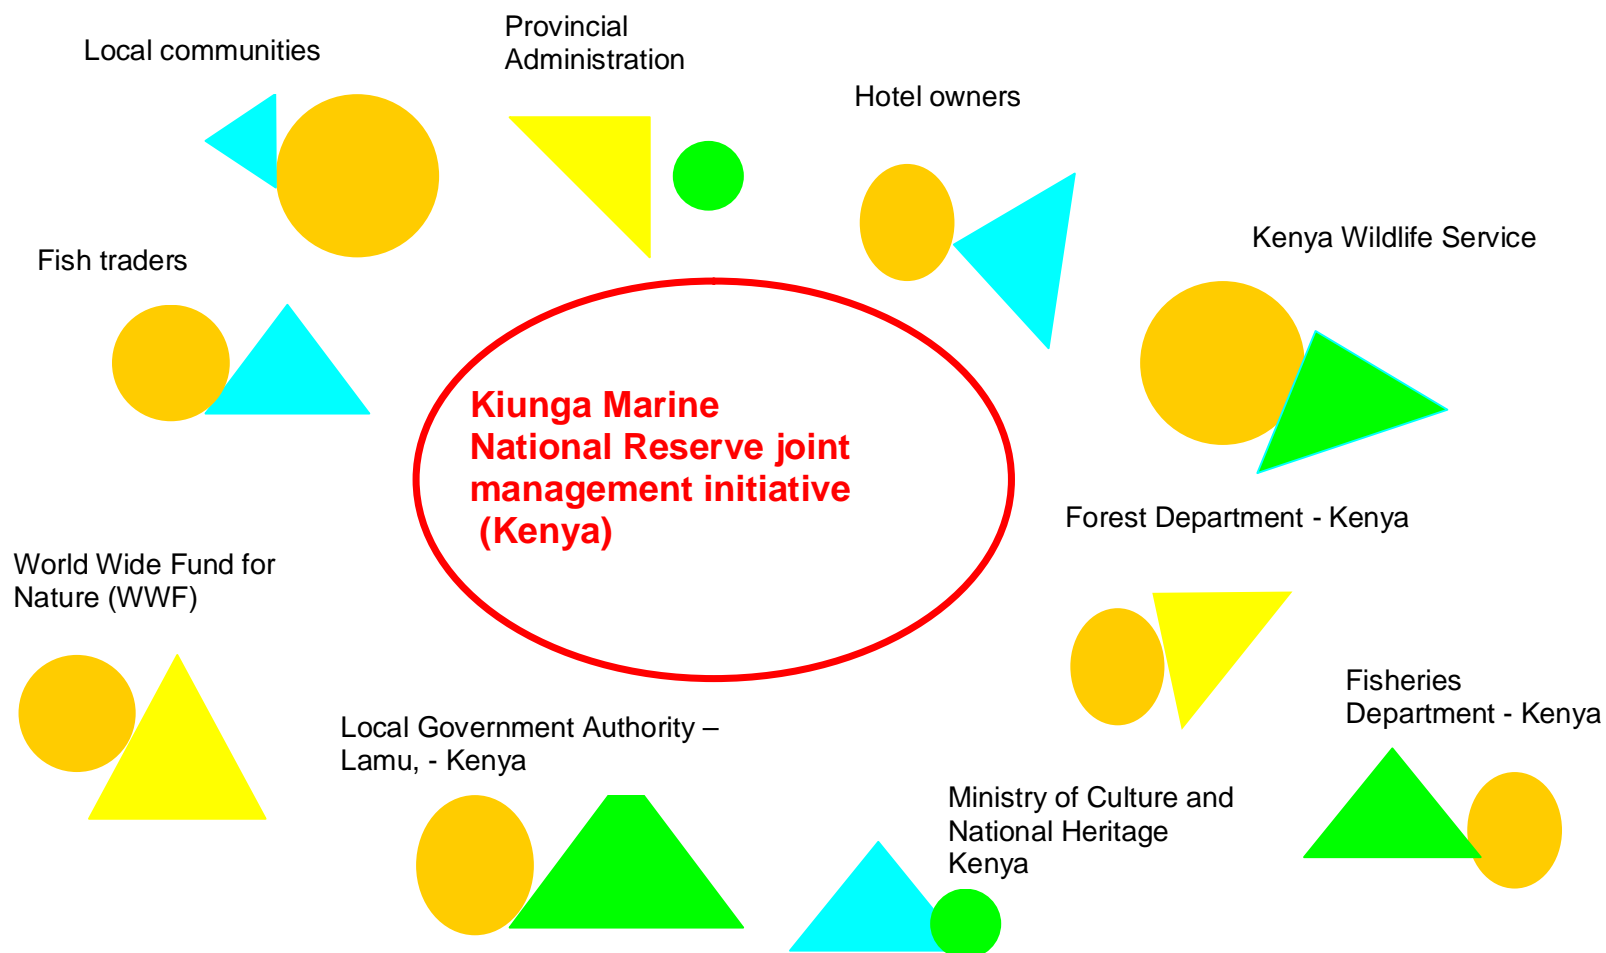 Local communities
Provincial
Administration
Hotel owners
Kenya Wildlife Service
Fish traders
Kiunga Marine
National Reserve joint
management initiative
(Kenya)
Forest Department - Kenya
World Wide Fund for
Nature (WWF)
Fisheries
Department - Kenya
Local Government Authority –
Lamu, - Kenya
Ministry of Culture and
National Heritage
Kenya